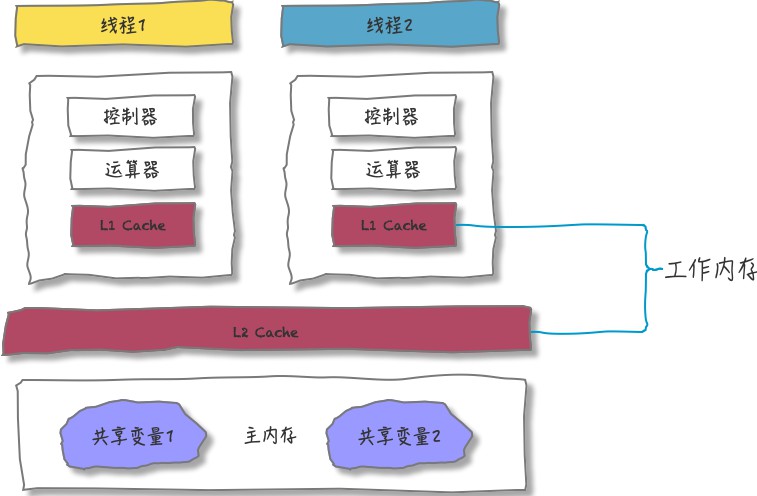 线程1
线程2
控制器
控制器
运算器
运算器
L1 Cache
L1 Cache
工作内存
L2 Cache
共享变量1
主内存
共享变量2